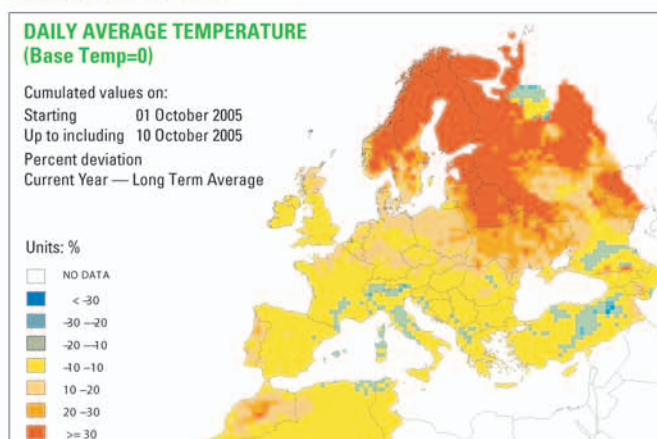 DAILY AVERAGE TEMPERATURE
(Base Temp=0)
Cumulated values on:
Starting 01 October 2005
Up to including 10 October 2005
Percent deviation
Current Year — Long Term Average
Units: %
NO DATA
< -30
-30 –-20
-20 –-10
-10 –10
10 –20
20 –30
>= 30